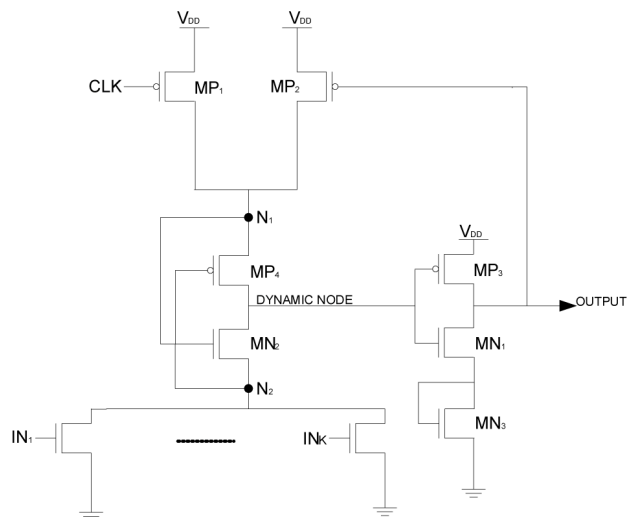 VDD VDD
CLK MP1 MP2
N1
VDD
MP4 MP3
DYNAMIC NODE OUTPUT
MN2 MN1
N2
MN3
IN1 INK